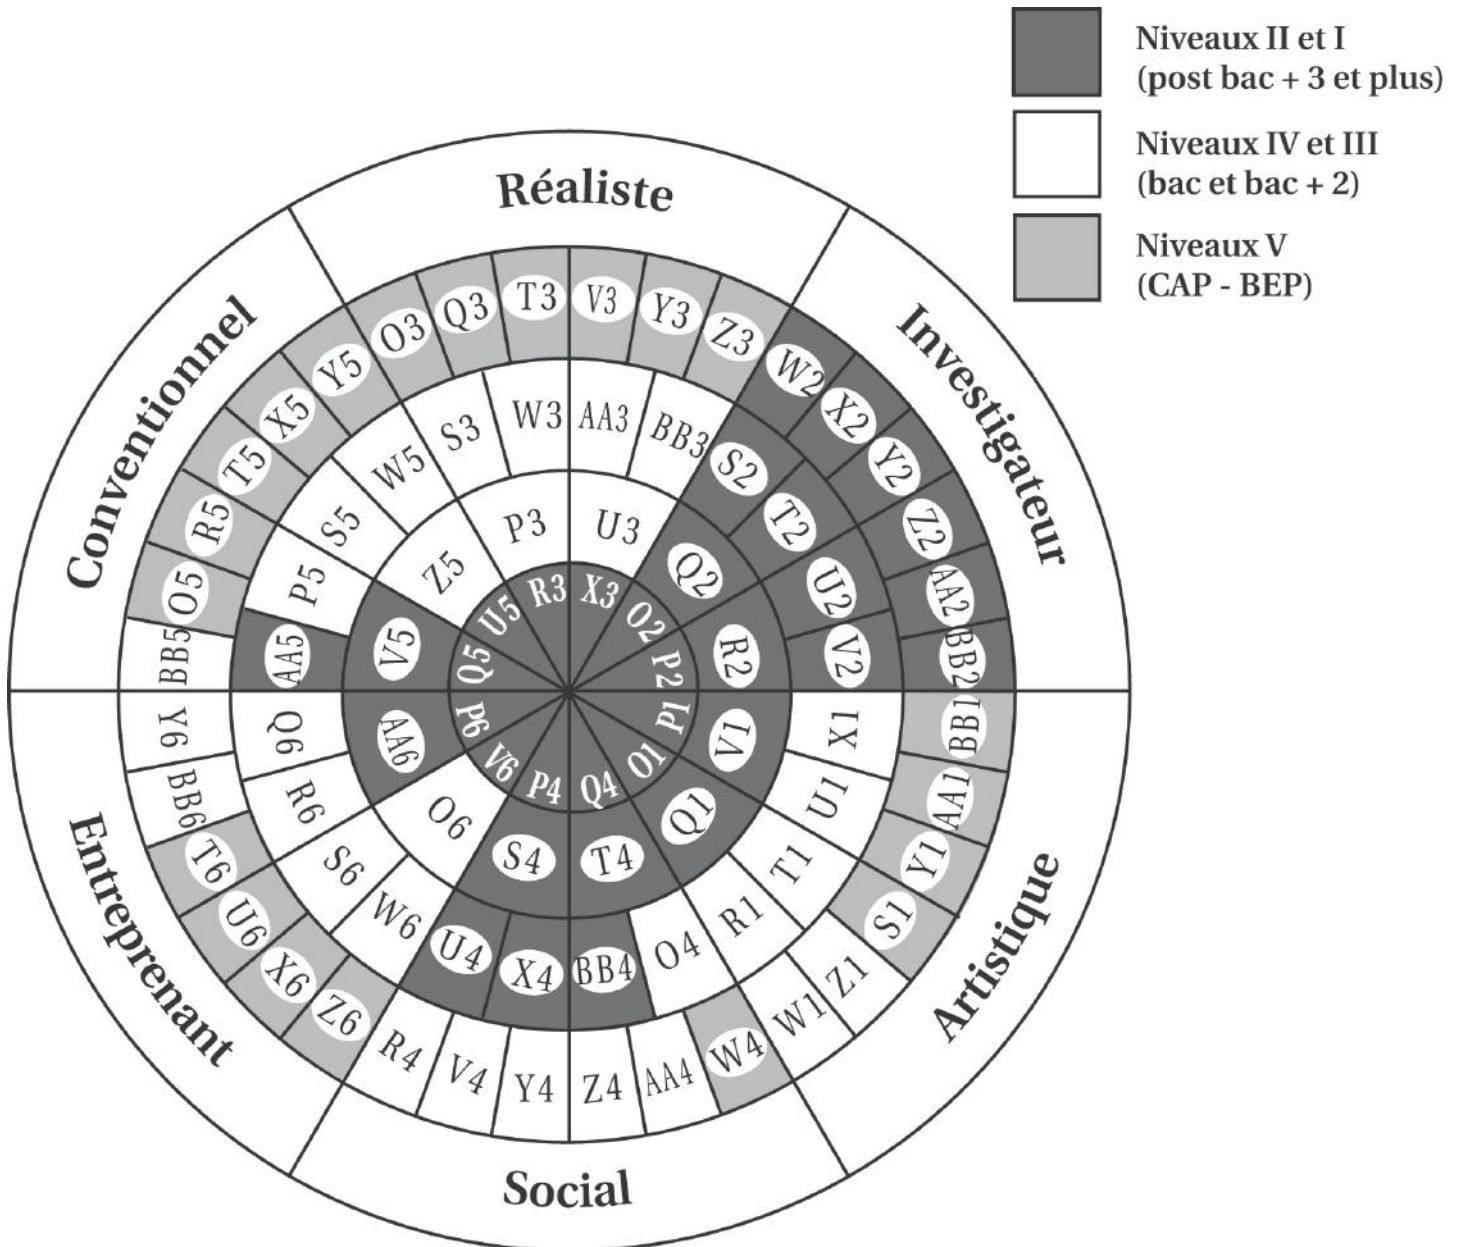 Niveaux II et I
(post bac + 3 et plus)
Niveaux IV et III
(bac et bac + 2)
Niveaux V
(CAP - BEP)
Réaliste
Investigateur
Artistique
Social
Entreprenant
Conventionnel
O3
Q3
T3
V3
Y3
Z3
W2
X2
Y2
Z2
AA2
BB2
BB1
AA1
Y1
S1
Z1
W1
W4
AA4
Z4
Y4
V4
R4
Z6
X6
U6
T6
BB6
Y6
BB5
O5
R5
T5
X5
Y5
S3
W3
AA3
BB3
S2
T2
U2
V2
X1
U1
T1
R1
O4
BB4
X4
U4
W6
S6
R6
Q6
AA5
P5
S5
W5
P3
U3
Q2
R2
V1
Q1
T4
S4
O6
AA6
V5
Z5
R3
X3
O2
P2
P1
O1
Q4
P4
V6
P6
Q5
U5